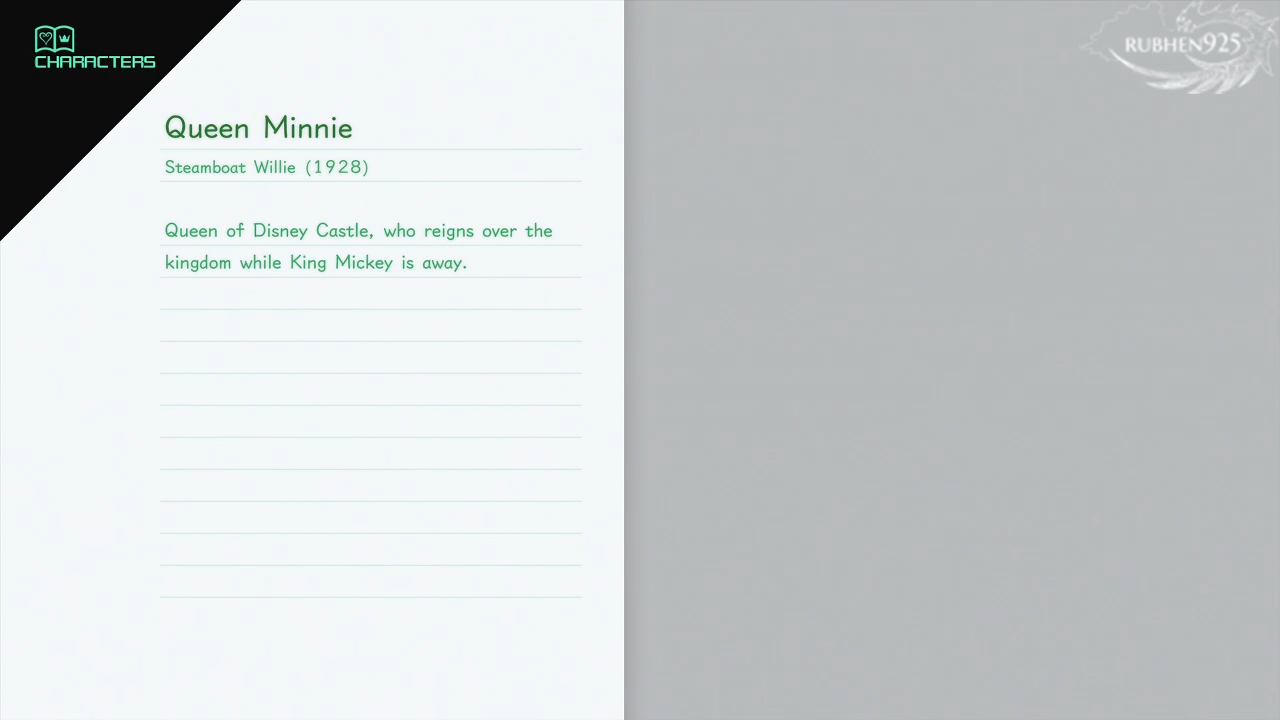 CHARACTERS
RUBHEN925
Queen Minnie
Steamboat Willie (1928)
Queen of Disney Castle, who reigns over the
kingdom while King Mickey is away.